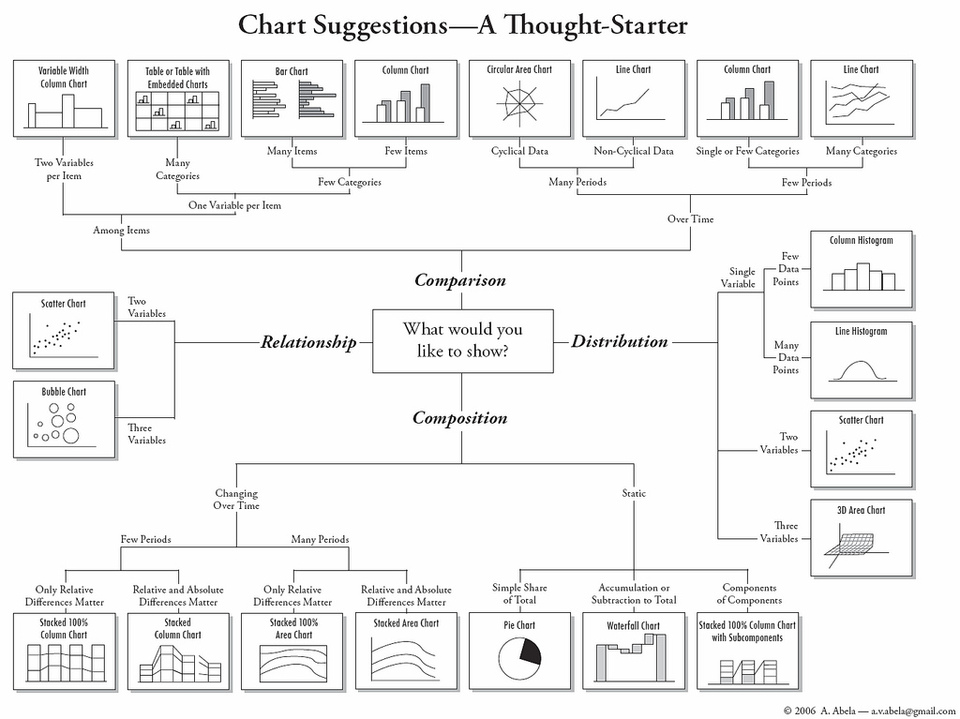 Chart Suggestions—A Thought-Starter
Variable Width
Column Chart
Table or Table with
Embedded Charts
Bar Chart
Column Chart
Circular Area Chart
Line Chart
Column Chart
Line Chart
Two Variables
per Item
Many
Categories
Many Items
Few Items
Cyclical Data
Non-Cyclical Data
Single or Few Categories
Many Categories
Few Categories
Many Periods
Few Periods
One Variable per Item
Over Time
Among Items
Comparison
What would you
like to show?
Relationship
Scatter Chart
Two
Variables
Bubble Chart
Three
Variables
Distribution
Single
Variable
Few
Data
Points
Column Histogram
Many
Data
Points
Line Histogram
Two
Variables
Scatter Chart
Three
Variables
3D Area Chart
Composition
Changing
Over Time
Static
Few Periods
Many Periods
Only Relative
Differences Matter
Relative and Absolute
Differences Matter
Only Relative
Differences Matter
Relative and Absolute
Differences Matter
Simple Share
of Total
Accumulation or
Subtraction to Total
Components
of Components
Stacked 100%
Column Chart
Stacked
Column Chart
Stacked 100%
Area Chart
Stacked Area Chart
Pie Chart
Waterfall Chart
Stacked 100% Column Chart
with Subcomponents
© 2006 A. Abela — a.v.abela@gmail.com